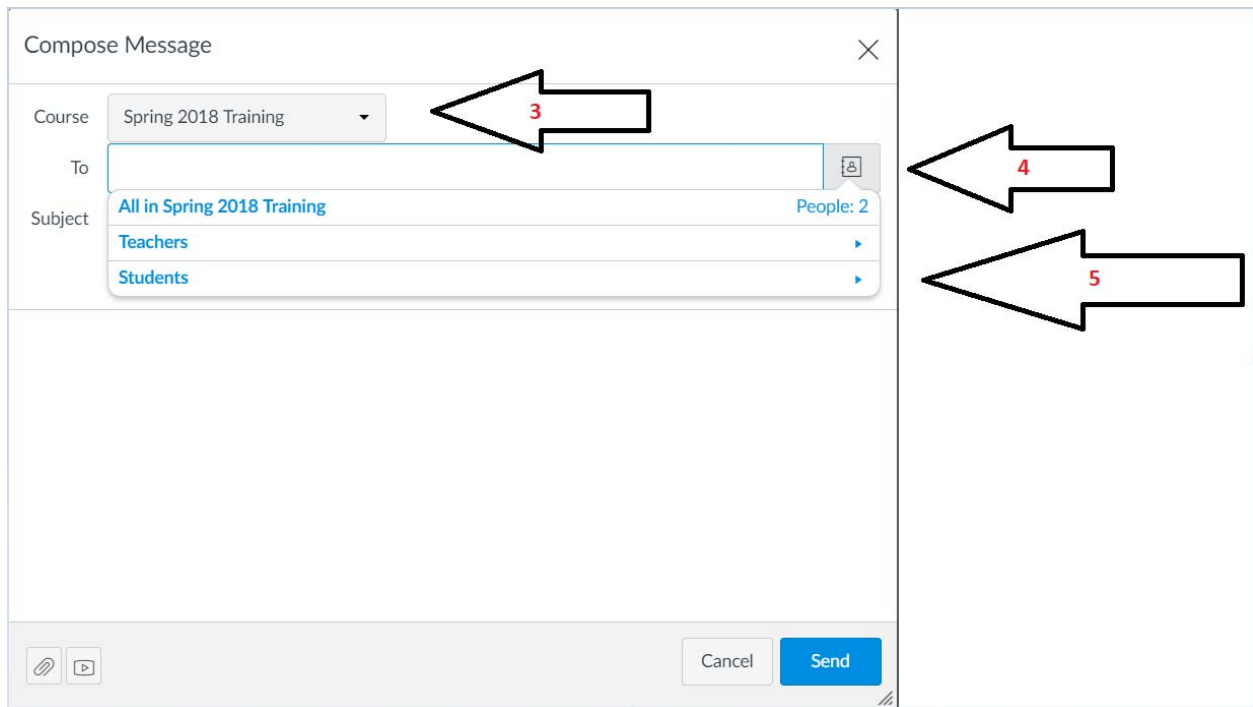 Compose Message
Course Spring 2018 Training 3
To 4
Subject All in Spring 2018 Training People: 2
Teachers
Students 5
Cancel Send